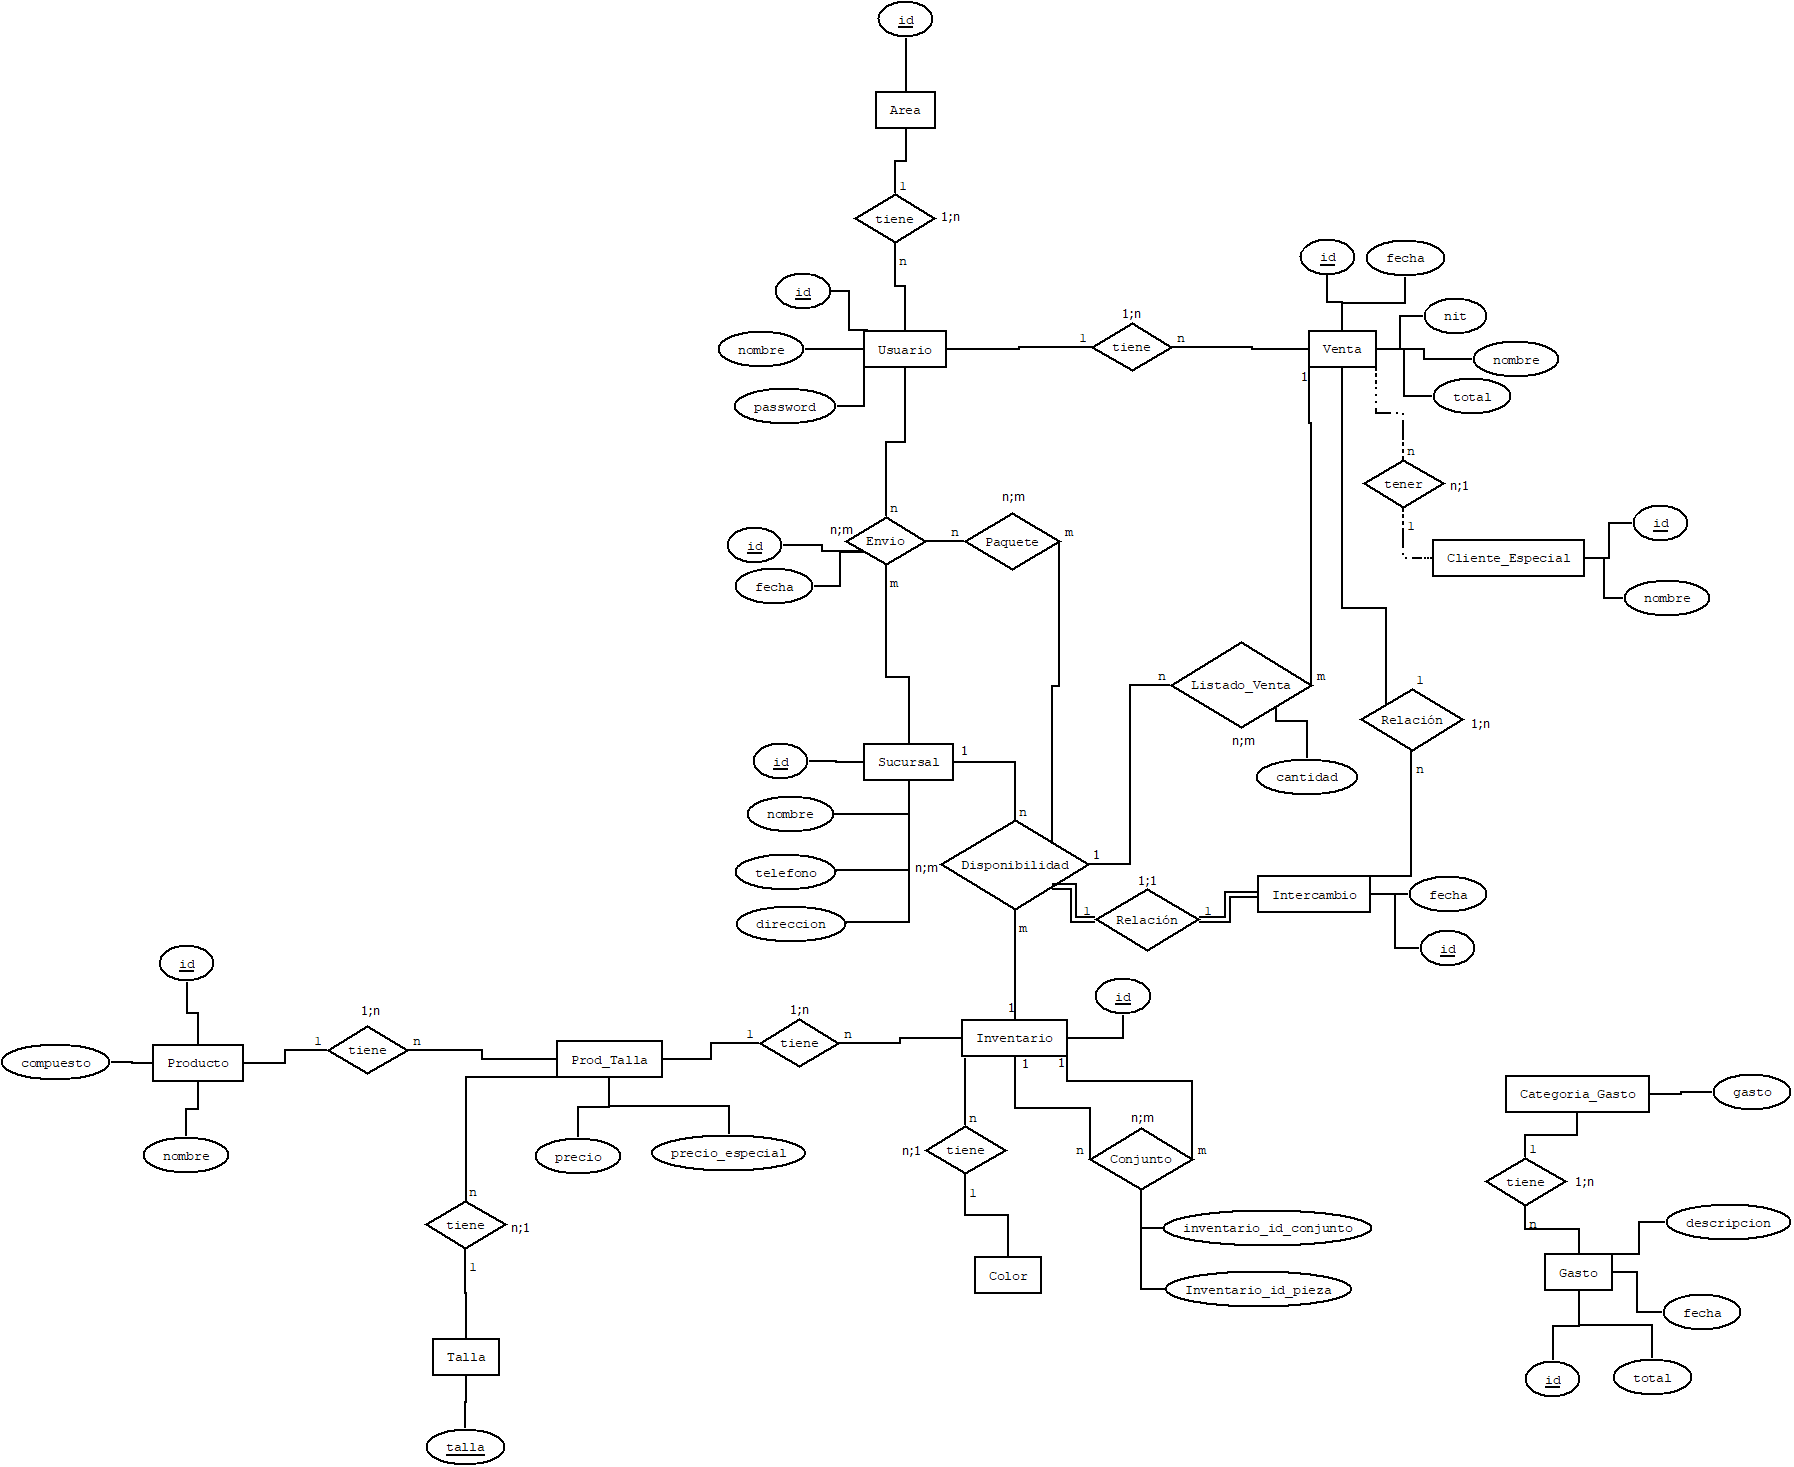 id
Area
1
tiene
1;n
n
id
fecha
id
nit
1;n
nombre
Usuario
1
tiene
n
Venta
nombre
1
password
total
n
tener
n;1
n;m
n
n;m
1
id
n;m
Envio
n
Paquete
m
id
Cliente_Especial
fecha
m
nombre
n
Listado_Venta
m
1
Relación
1;n
n;m
n
id
Sucursal
1
cantidad
nombre
n
1
telefono
n;m
Disponibilidad
1;1
Intercambio
fecha
direccion
1
Relación
1
m
id
id
id
1;n
1;n
1
compuesto
Producto
1
tiene
n
Prod_Talla
1
tiene
n
Inventario
1
1
Categoria_Gasto
gasto
nombre
precio
precio_especial
n
n;1
tiene
n;m
n
Conjunto
m
1
1
tiene
1;n
n
tiene
n;1
inventario_id_conjunto
n
descripcion
1
Color
Inventario_id_pieza
Gasto
fecha
Talla
id
total
talla